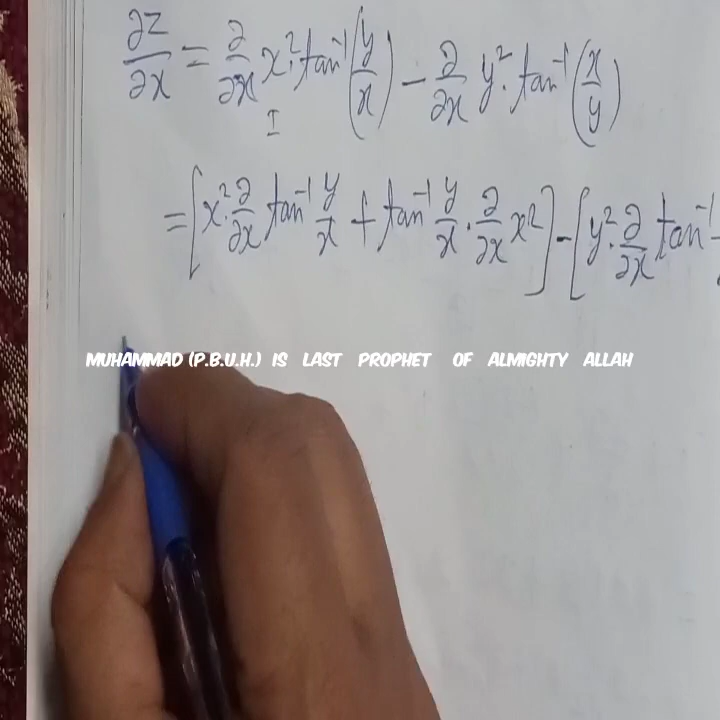 ∂z/∂x = ∂/∂x x².tan⁻¹(y/x) − ∂/∂x y².tan⁻¹(x/y)
I
= [x².∂/∂x tan⁻¹ y/x + tan⁻¹ y/x . ∂/∂x x²] − [y².∂/∂x tan⁻¹
MUHAMMAD (P.B.U.H.) IS LAST PROPHET OF ALMIGHTY ALLAH